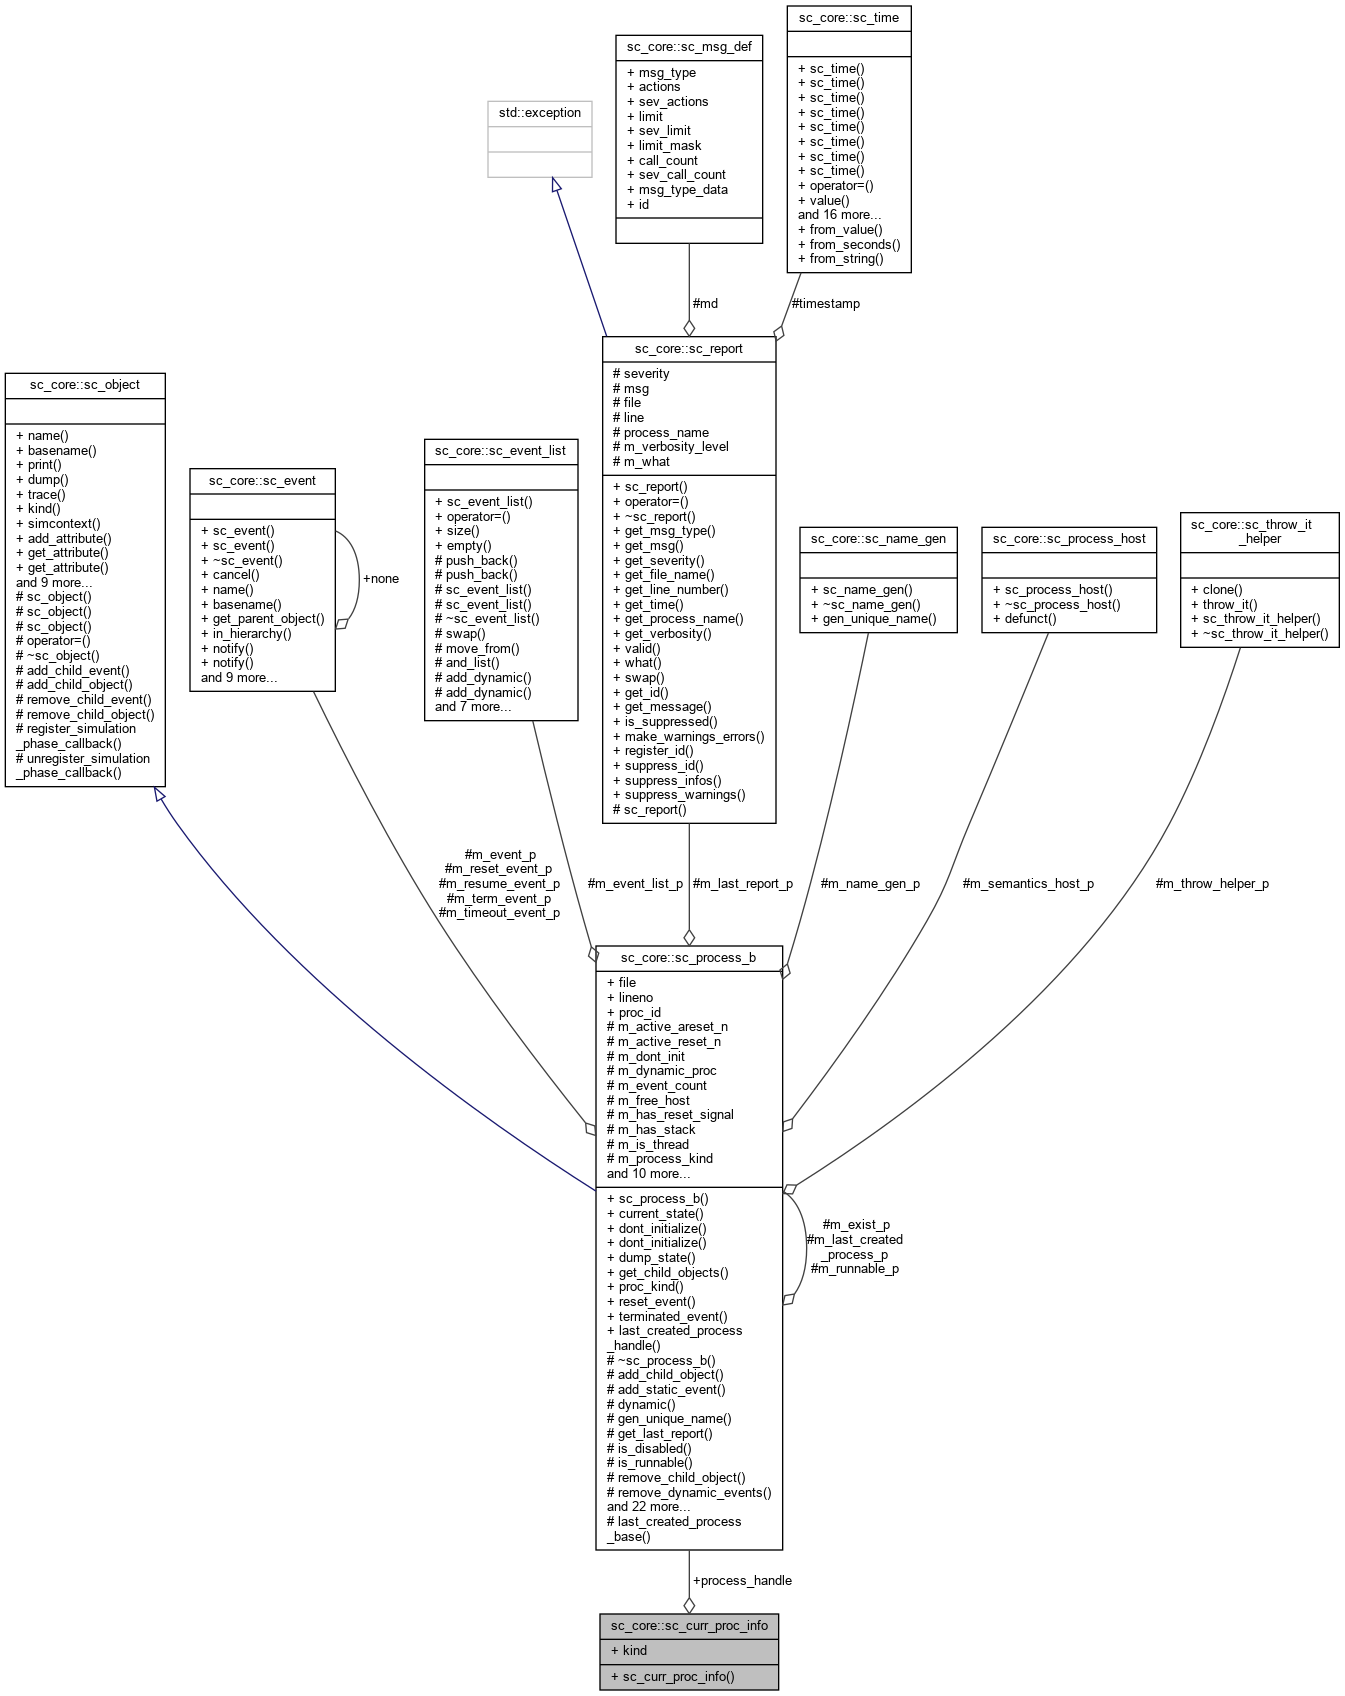 sc_core::sc_time
+ sc_time()
+ sc_time()
+ sc_time()
+ sc_time()
+ sc_time()
+ sc_time()
+ sc_time()
+ sc_time()
+ operator=()
+ value()
and 16 more...
+ from_value()
+ from_seconds()
+ from_string()
sc_core::sc_msg_def
+ msg_type
+ actions
+ sev_actions
+ limit
+ sev_limit
+ limit_mask
+ call_count
+ sev_call_count
+ msg_type_data
+ id
std::exception
#md
#timestamp
sc_core::sc_report
# severity
# msg
# file
# line
# process_name
# m_verbosity_level
# m_what
+ sc_report()
+ operator=()
+ ~sc_report()
+ get_msg_type()
+ get_msg()
+ get_severity()
+ get_file_name()
+ get_line_number()
+ get_time()
+ get_process_name()
+ get_verbosity()
+ valid()
+ what()
+ swap()
+ get_id()
+ get_message()
+ is_suppressed()
+ make_warnings_errors()
+ register_id()
+ suppress_id()
+ suppress_infos()
+ suppress_warnings()
# sc_report()
sc_core::sc_object
+ name()
+ basename()
+ print()
+ dump()
+ trace()
+ kind()
+ simcontext()
+ add_attribute()
+ get_attribute()
+ get_attribute()
and 9 more...
# sc_object()
# sc_object()
# sc_object()
# operator=()
# ~sc_object()
# add_child_event()
# add_child_object()
# remove_child_event()
# remove_child_object()
# register_simulation
_phase_callback()
# unregister_simulation
_phase_callback()
sc_core::sc_event
+ sc_event()
+ sc_event()
+ ~sc_event()
+ cancel()
+ name()
+ basename()
+ get_parent_object()
+ in_hierarchy()
+ notify()
+ notify()
and 9 more...
+none
sc_core::sc_event_list
+ sc_event_list()
+ operator=()
+ size()
+ empty()
# push_back()
# push_back()
# sc_event_list()
# sc_event_list()
# ~sc_event_list()
# swap()
# move_from()
# and_list()
# add_dynamic()
# add_dynamic()
and 7 more...
sc_core::sc_name_gen
+ sc_name_gen()
+ ~sc_name_gen()
+ gen_unique_name()
sc_core::sc_process_host
+ sc_process_host()
+ ~sc_process_host()
+ defunct()
sc_core::sc_throw_it
_helper
+ clone()
+ throw_it()
+ sc_throw_it_helper()
+ ~sc_throw_it_helper()
#m_event_p
#m_reset_event_p
#m_resume_event_p
#m_term_event_p
#m_timeout_event_p
#m_event_list_p
#m_last_report_p
#m_name_gen_p
#m_semantics_host_p
#m_throw_helper_p
sc_core::sc_process_b
+ file
+ lineno
+ proc_id
# m_active_areset_n
# m_active_reset_n
# m_dont_init
# m_dynamic_proc
# m_event_count
# m_free_host
# m_has_reset_signal
# m_has_stack
# m_is_thread
# m_process_kind
and 10 more...
+ sc_process_b()
+ current_state()
+ dont_initialize()
+ dont_initialize()
+ dump_state()
+ get_child_objects()
+ proc_kind()
+ reset_event()
+ terminated_event()
+ last_created_process
_handle()
# ~sc_process_b()
# add_child_object()
# add_static_event()
# dynamic()
# gen_unique_name()
# get_last_report()
# is_disabled()
# is_runnable()
# remove_child_object()
# remove_dynamic_events()
and 22 more...
# last_created_process
_base()
#m_exist_p
#m_last_created
_process_p
#m_runnable_p
+process_handle
sc_core::sc_curr_proc_info
+ kind
+ sc_curr_proc_info()